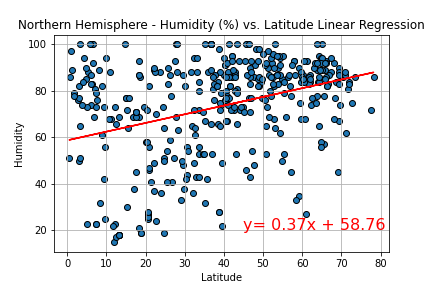 Northern Hemisphere - Humidity (%) vs. Latitude Linear Regression
100
80
60
40
20
Humidity
y= 0.37x + 58.76
0 10 20 30 40 50 60 70 80
Latitude